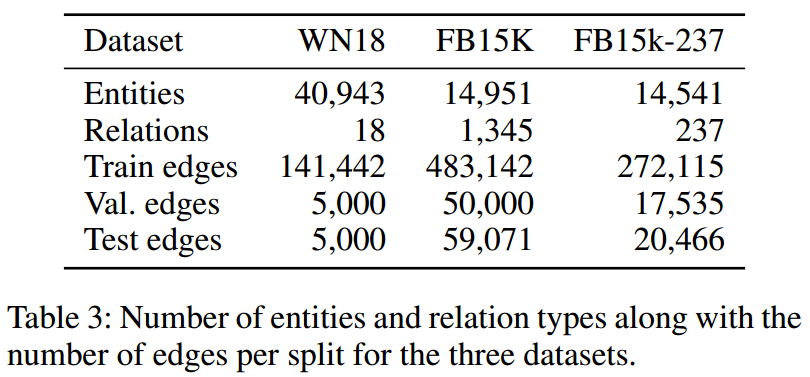 Dataset WN18 FB15K FB15k-237
Entities 40,943 14,951 14,541
Relations 18 1,345 237
Train edges 141,442 483,142 272,115
Val. edges 5,000 50,000 17,535
Test edges 5,000 59,071 20,466
Table 3: Number of entities and relation types along with the
number of edges per split for the three datasets.